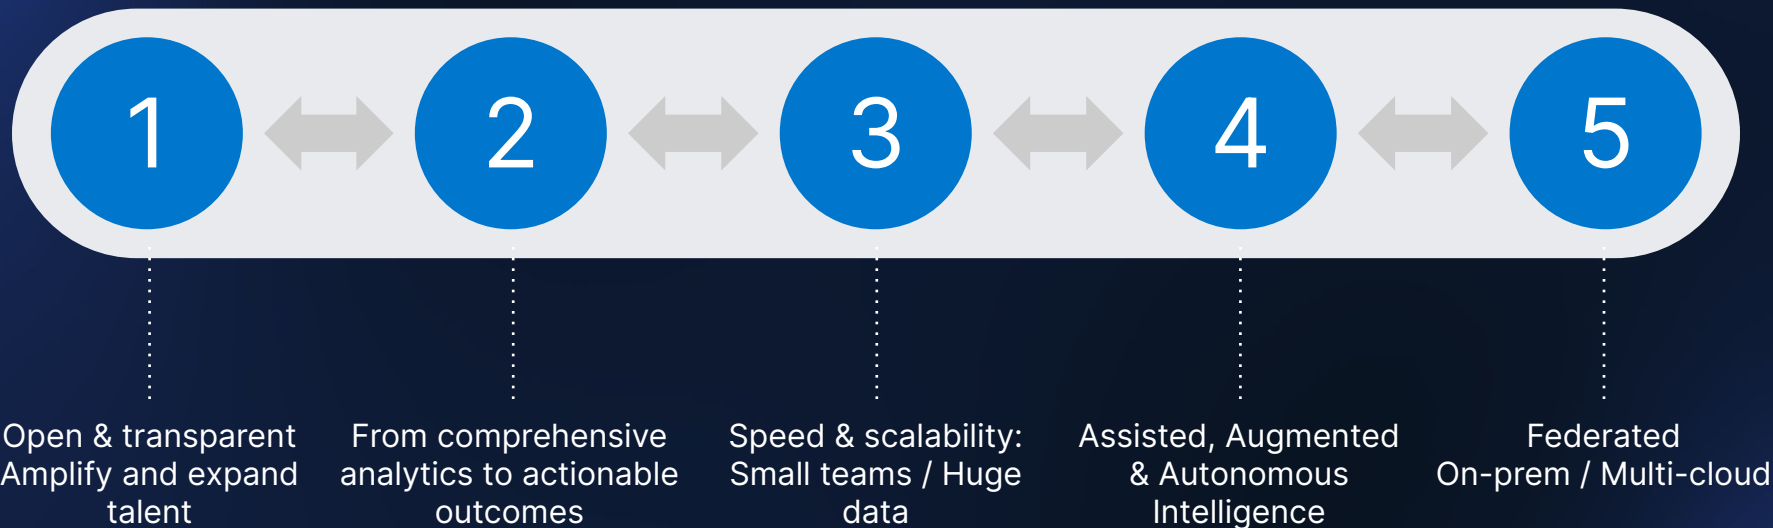 1
2
3
4
5
Open & transparent
Amplify and expand
talent
From comprehensive
analytics to actionable
outcomes
Speed & scalability:
Small teams / Huge
data
Assisted, Augmented
& Autonomous
Intelligence
Federated
On-prem / Multi-cloud